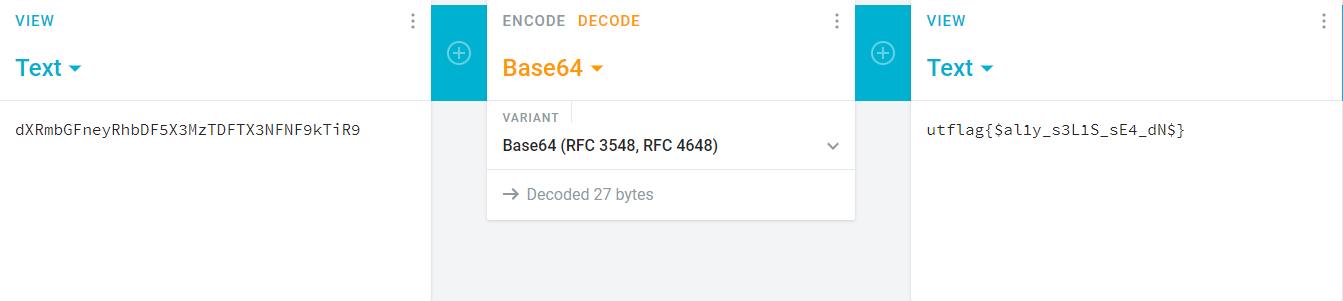 VIEW
Text
dXRmbGFneyRhbDF5X3MzTDFTX3NFNF9kTiR9
ENCODE DECODE
Base64
VARIANT
Base64 (RFC 3548, RFC 4648)
→ Decoded 27 bytes
VIEW
Text
utflag{$al1y_s3L1S_sE4_dN$}